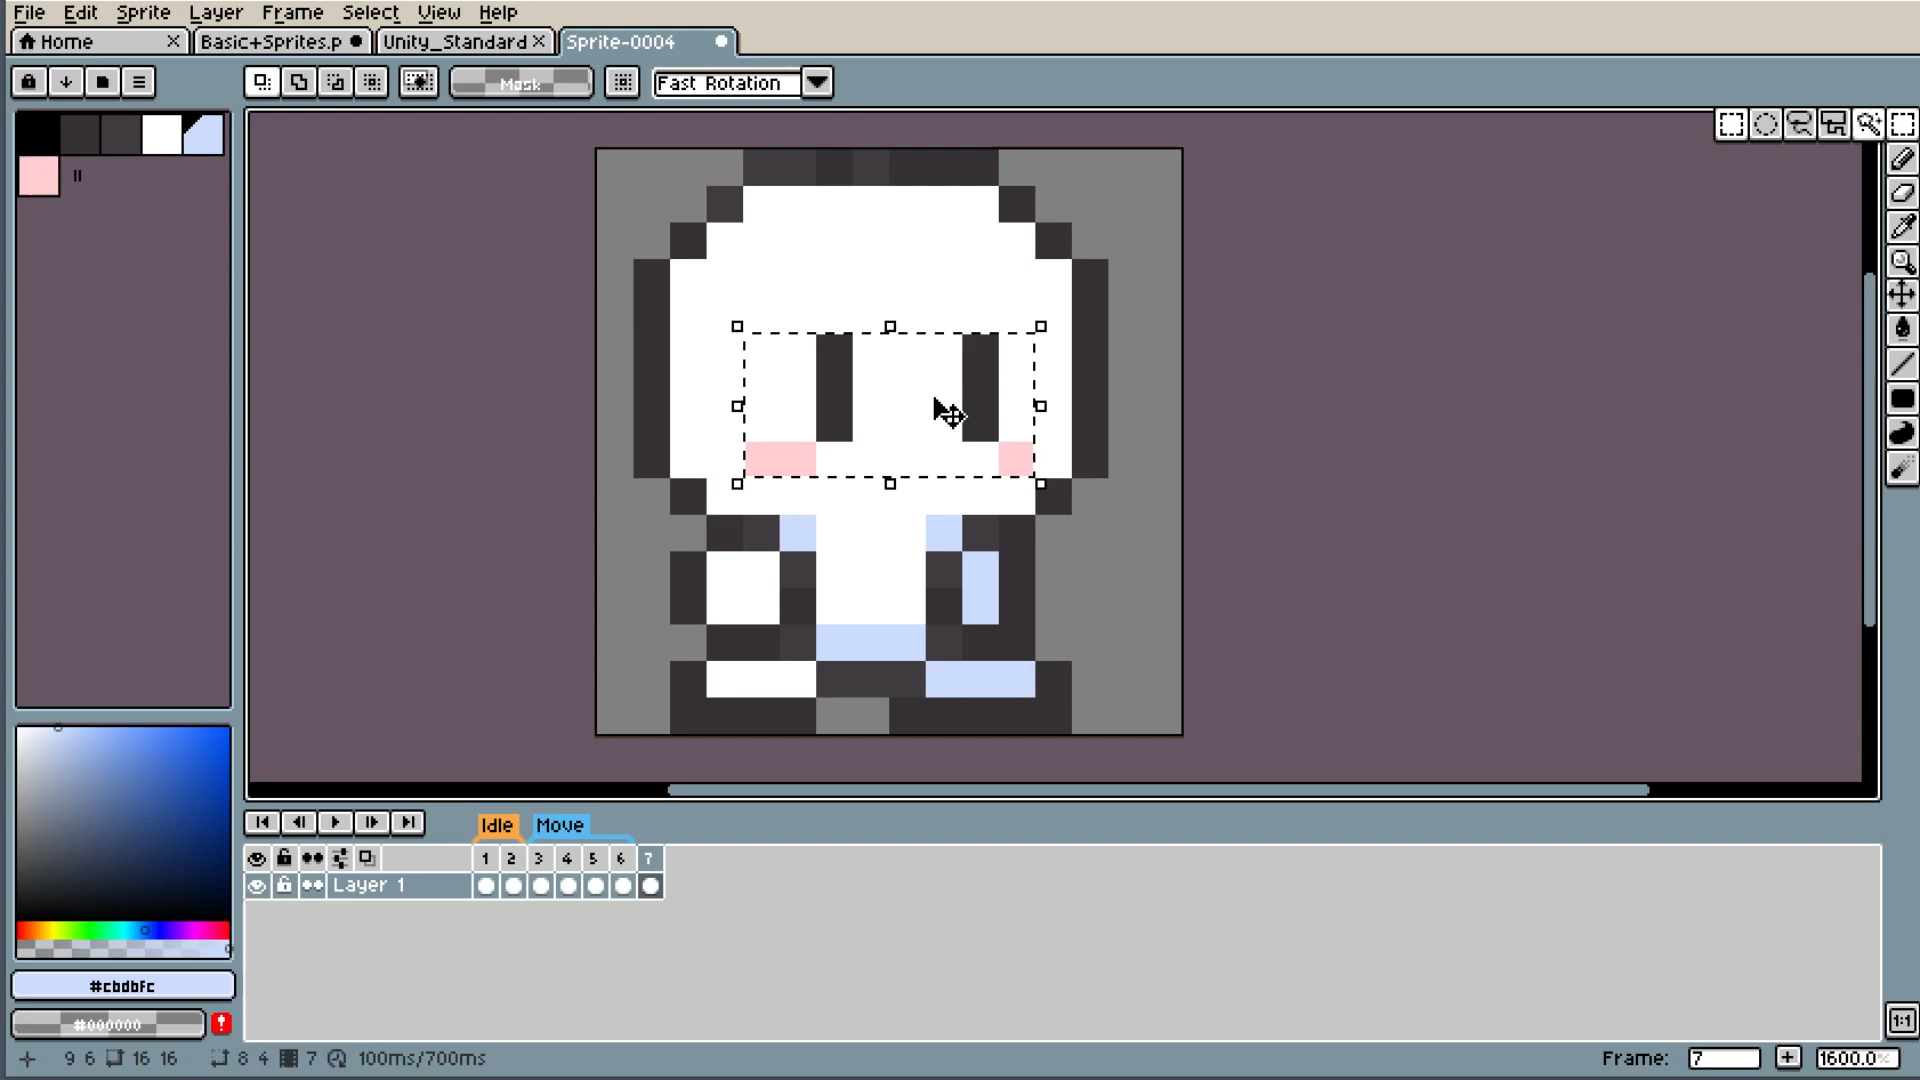 File Edit Sprite Layer Frame Select View Help
Home Basic+Sprites.p Unity_Standard Sprite-0004
Mask Fast Rotation
Idle Move
1 2 3 4 5 6 7
Layer 1
#cbdbfc
#000000
9 6 16 16 8 4 7 100ms/700ms Frame: 7 1600.0%
1:1